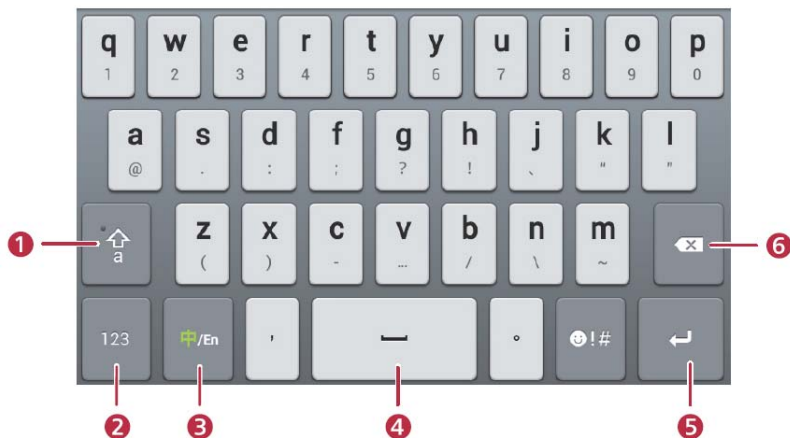 q w e r t y u i o p
1 2 3 4 5 6 7 8 9 0
a s d f g h j k l
@ . : ; ? ! 、 “ ”
1 a 6
z x c v b n m
( ) - ... / \ ~
123 中/En , 。 !#
2 3 4 5